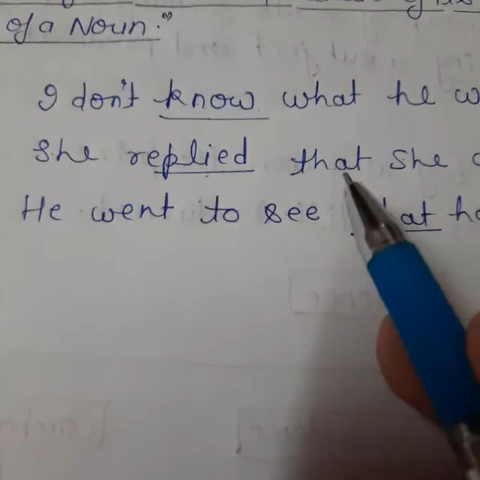 of a Noun."
I don't know what he
She replied that she
He went to see